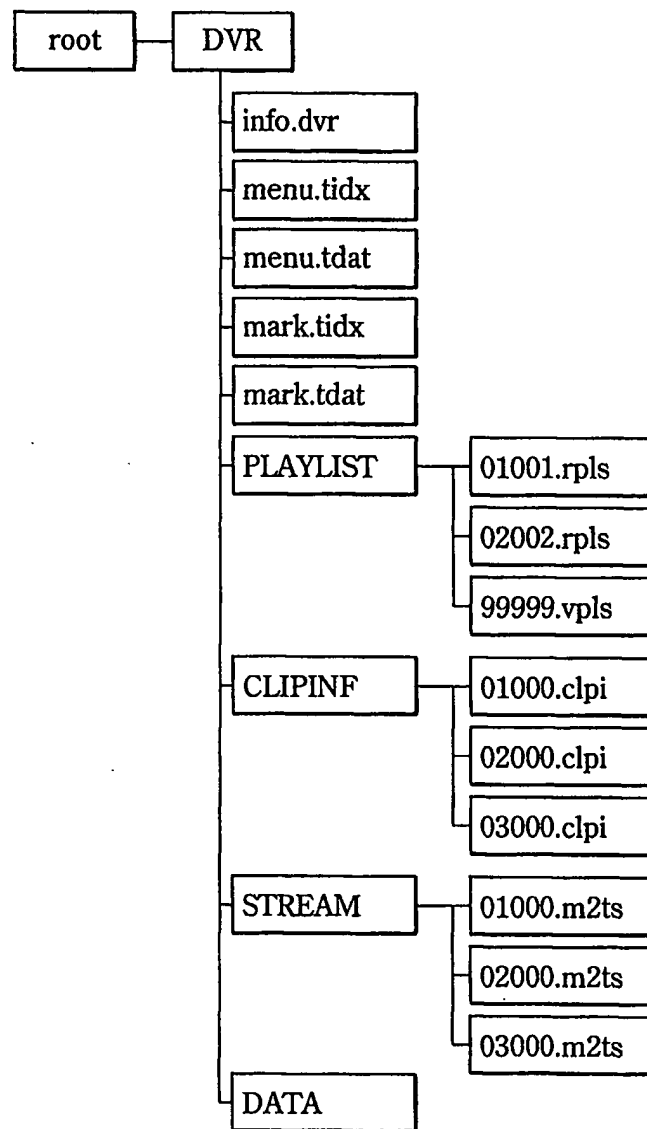 root DVR
info.dvr
menu.tidx
menu.tdat
mark.tidx
mark.tdat
PLAYLIST 01001.rpls
02002.rpls
99999.vpls
CLIPINF 01000.clpi
02000.clpi
03000.clpi
STREAM 01000.m2ts
02000.m2ts
03000.m2ts
DATA